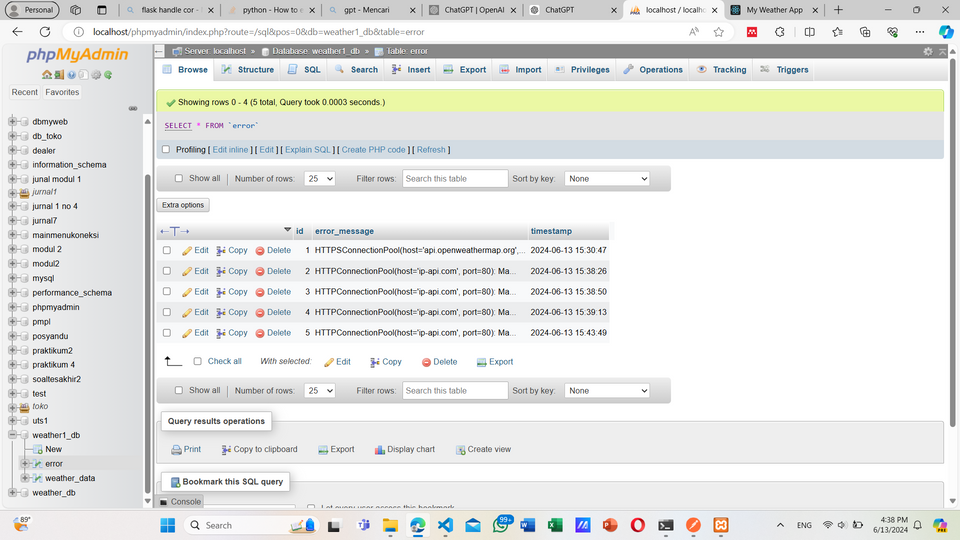 Personal
flask handle cor -
python - How to e
gpt - Mencari
ChatGPT | OpenAI
ChatGPT
localhost / localho
My Weather App
localhost/phpmyadmin/index.php?route=/sql&pos=0&db=weather1_db&table=error
phpMyAdmin
Recent Favorites
dbmyweb
db_toko
dealer
information_schema
junal modul 1
jurnal1
jurnal 1 no 4
jurnal7
mainmenukoneksi
modul 2
modul2
mysql
performance_schema
phpmyadmin
pmpl
posyandu
praktikum2
praktikum 4
soaltesakhir2
test
toko
uts1
weather1_db
New
error
weather_data
weather_db
Server: localhost » Database: weather1_db » Table: error
Browse Structure SQL Search Insert Export Import Privileges Operations Tracking Triggers
Showing rows 0 - 4 (5 total, Query took 0.0003 seconds.)
SELECT * FROM `error`
Profiling [ Edit inline ] [ Edit ] [ Explain SQL ] [ Create PHP code ] [ Refresh ]
Show all Number of rows: 25 Filter rows: Search this table Sort by key: None
Extra options
←T→ id error_message timestamp
Edit Copy Delete 1 HTTPSConnectionPool(host='api.openweathermap.org',... 2024-06-13 15:30:47
Edit Copy Delete 2 HTTPConnectionPool(host='ip-api.com', port=80): Ma... 2024-06-13 15:38:26
Edit Copy Delete 3 HTTPConnectionPool(host='ip-api.com', port=80): Ma... 2024-06-13 15:38:50
Edit Copy Delete 4 HTTPConnectionPool(host='ip-api.com', port=80): Ma... 2024-06-13 15:39:13
Edit Copy Delete 5 HTTPConnectionPool(host='ip-api.com', port=80): Ma... 2024-06-13 15:43:49
Check all With selected: Edit Copy Delete Export
Show all Number of rows: 25 Filter rows: Search this table Sort by key: None
Query results operations
Print Copy to clipboard Export Display chart Create view
Bookmark this SQL query
Console
Let every user access this bookmark
89°
Search
99+
ENG
4:38 PM
6/13/2024